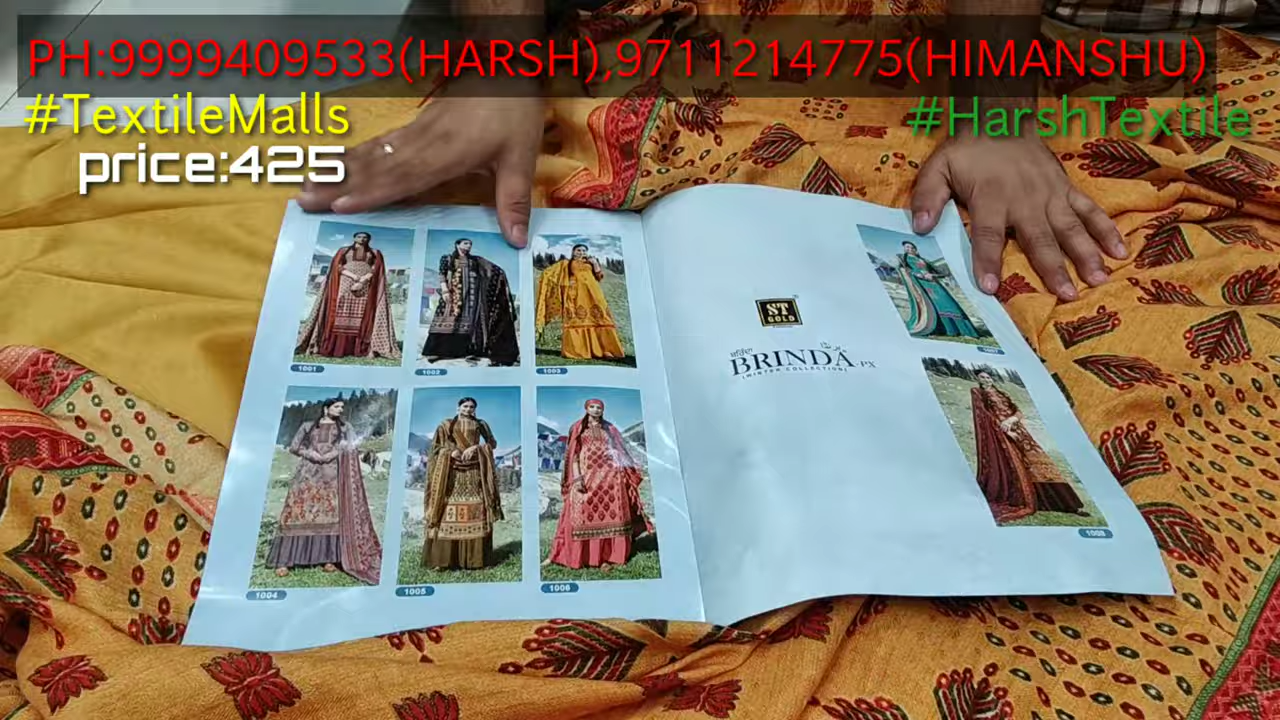 PH:9999409533(HARSH),9711214775(HIMANSHU)
#TextileMalls
#HarshTextile
price:425
1001
1002
1003
1004
1005
1006
ST
GOLD
BRINDA-PX
(WINTER COLLECTION)
1007
1008